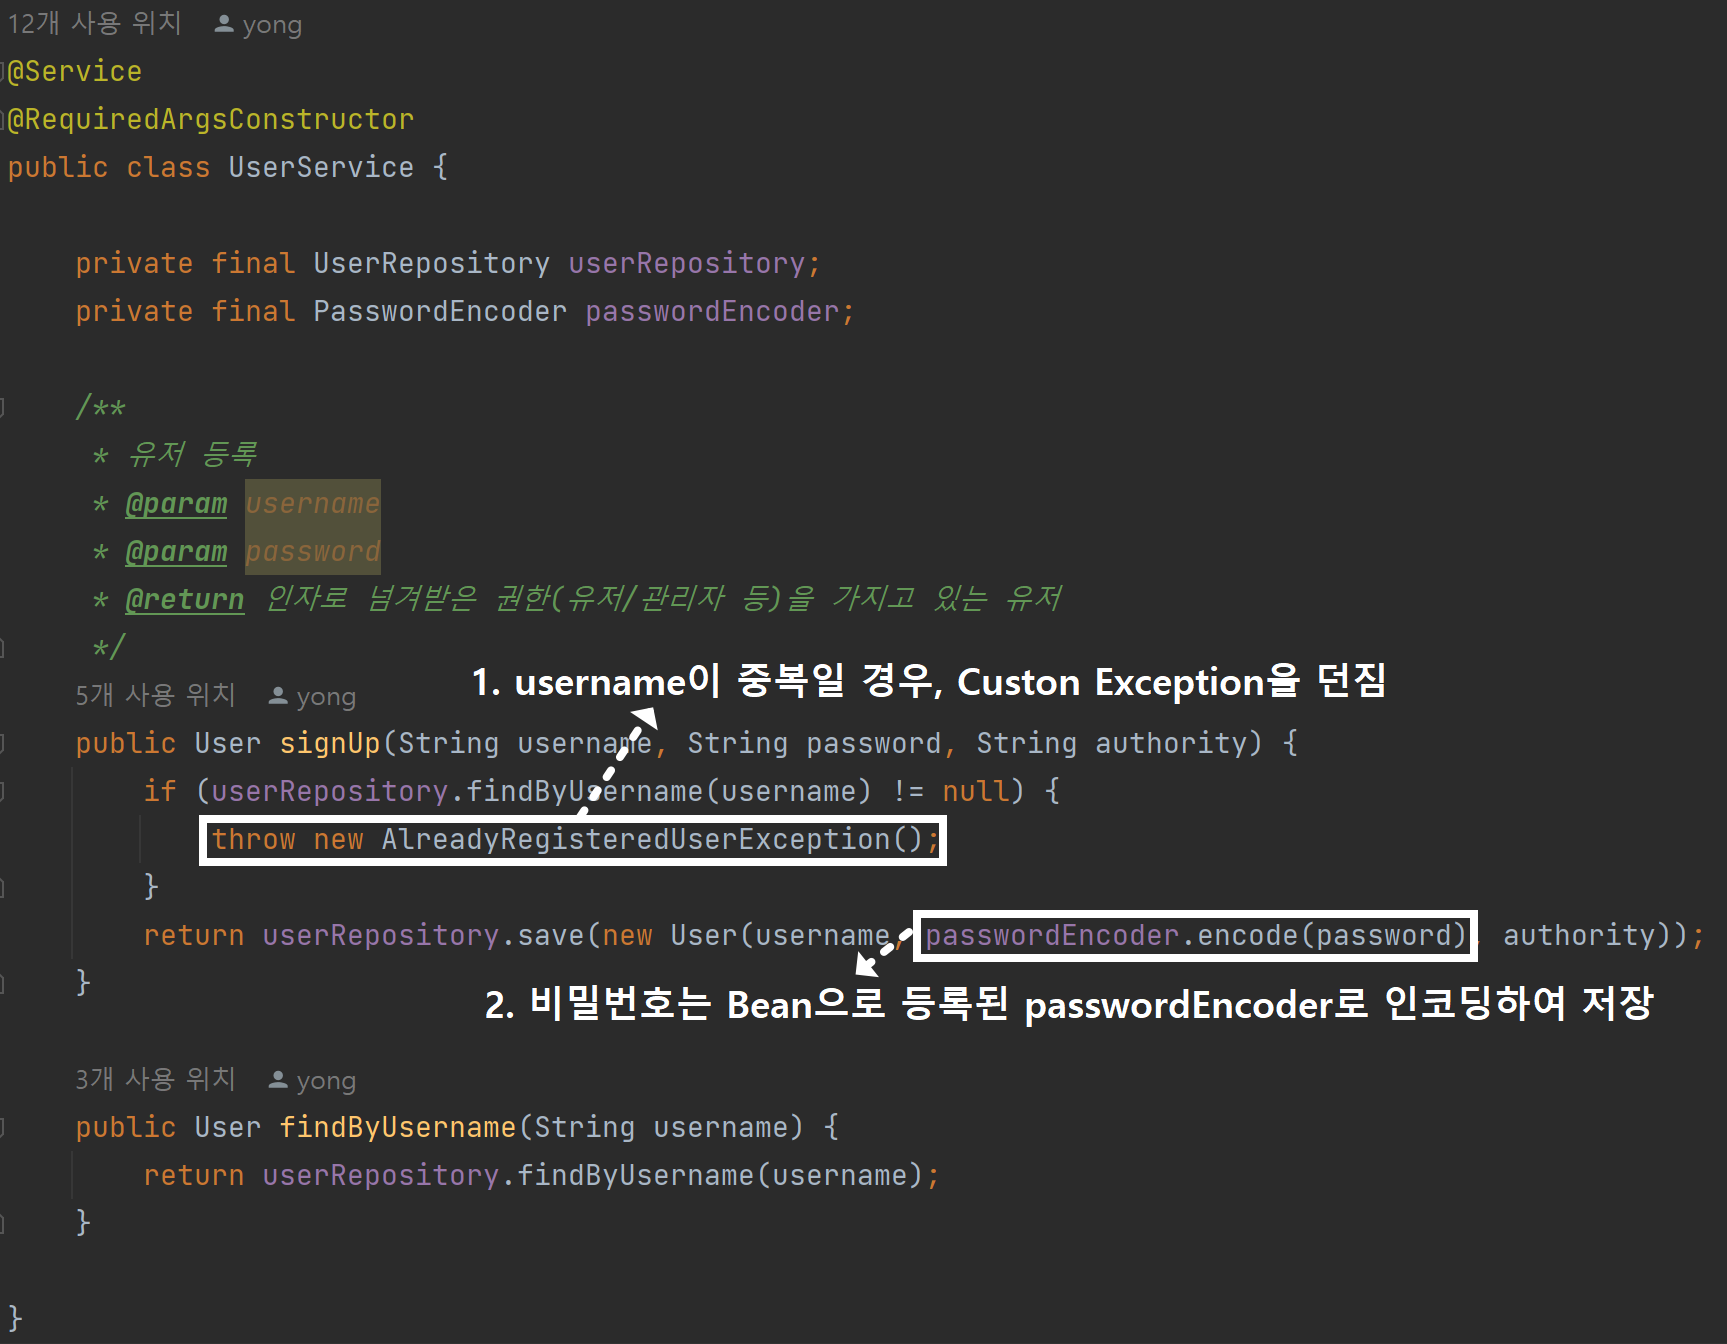 12개 사용 위치 yong
@Service
@RequiredArgsConstructor
public class UserService {
private final UserRepository userRepository;
private final PasswordEncoder passwordEncoder;
/**
* 유저 등록
* @param username
* @param password
* @return 인자로 넘겨받은 권한(유저/관리자 등)을 가지고 있는 유저
*/
1. username이 중복일 경우, Custon Exception을 던짐
5개 사용 위치 yong
public User signUp(String username, String password, String authority) {
if (userRepository.findByUsername(username) != null) {
throw new AlreadyRegisteredUserException();
}
return userRepository.save(new User(username, passwordEncoder.encode(password), authority));
}
2. 비밀번호는 Bean으로 등록된 passwordEncoder로 인코딩하여 저장
3개 사용 위치 yong
public User findByUsername(String username) {
return userRepository.findByUsername(username);
}
}